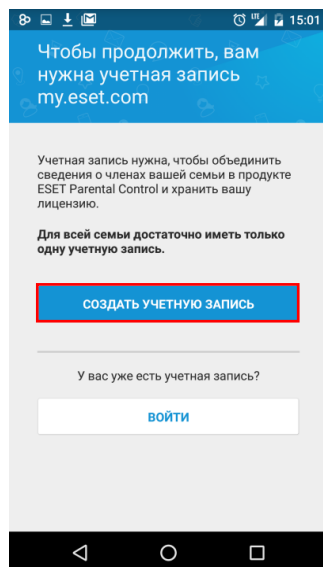 15:01
Чтобы продолжить, вам
нужна учетная запись
my.eset.com
Учетная запись нужна, чтобы объединить
сведения о членах вашей семьи в продукте
ESET Parental Control и хранить вашу
лицензию.
Для всей семьи достаточно иметь только
одну учетную запись.
СОЗДАТЬ УЧЕТНУЮ ЗАПИСЬ
У вас уже есть учетная запись?
ВОЙТИ